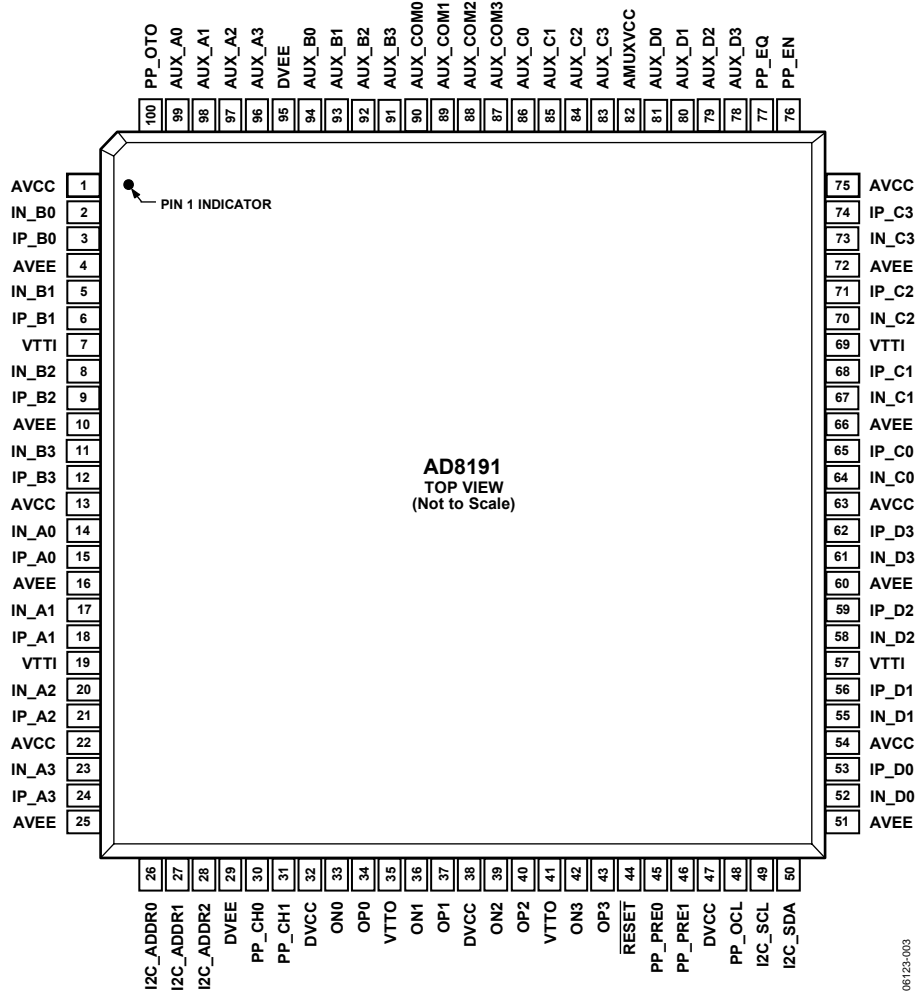 PP_OTO
AUX_A0
AUX_A1
AUX_A2
AUX_A3
DVEE
AUX_B0
AUX_B1
AUX_B2
AUX_B3
AUX_COM0
AUX_COM1
AUX_COM2
AUX_COM3
AUX_C0
AUX_C1
AUX_C2
AUX_C3
AMUXVCC
AUX_D0
AUX_D1
AUX_D2
AUX_D3
PP_EQ
PP_EN
100
99
98
97
96
95
94
93
92
91
90
89
88
87
86
85
84
83
82
81
80
79
78
77
76
AVCC 1
IN_B0 2
IP_B0 3
AVEE 4
IN_B1 5
IP_B1 6
VTTI 7
IN_B2 8
IP_B2 9
AVEE 10
IN_B3 11
IP_B3 12
AVCC 13
IN_A0 14
IP_A0 15
AVEE 16
IN_A1 17
IP_A1 18
VTTI 19
IN_A2 20
IP_A2 21
AVCC 22
IN_A3 23
IP_A3 24
AVEE 25
PIN 1 INDICATOR
AD8191
TOP VIEW
(Not to Scale)
75 AVCC
74 IP_C3
73 IN_C3
72 AVEE
71 IP_C2
70 IN_C2
69 VTTI
68 IP_C1
67 IN_C1
66 AVEE
65 IP_C0
64 IN_C0
63 AVCC
62 IP_D3
61 IN_D3
60 AVEE
59 IP_D2
58 IN_D2
57 VTTI
56 IP_D1
55 IN_D1
54 AVCC
53 IP_D0
52 IN_D0
51 AVEE
26
27
28
29
30
31
32
33
34
35
36
37
38
39
40
41
42
43
44
45
46
47
48
49
50
I2C_ADDR0
I2C_ADDR1
I2C_ADDR2
DVEE
PP_CH0
PP_CH1
DVCC
ON0
OP0
VTTO
ON1
OP1
DVCC
ON2
OP2
VTTO
ON3
OP3
RESET
PP_PRE0
PP_PRE1
DVCC
PP_OCL
I2C_SCL
I2C_SDA
06123-003